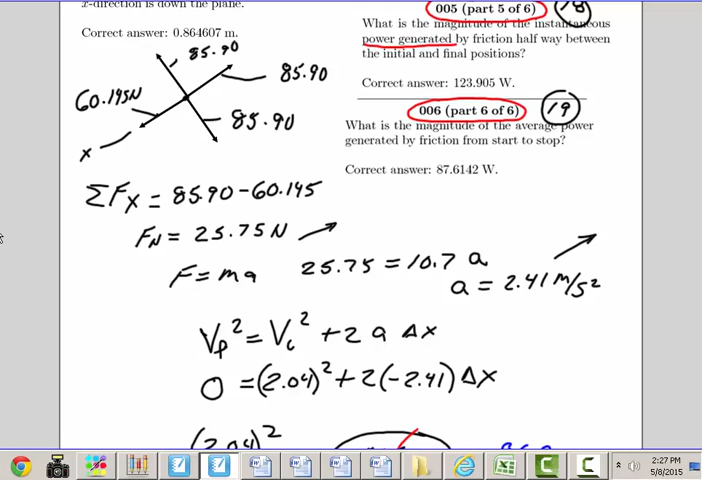 x-direction is down the plane.
Correct answer: 0.864607 m.
85.90
85.90
60.145N
85.90
x
ΣFx = 85.90 - 60.145
FN = 25.75 N
F = ma
25.75 = 10.7 a
a = 2.41 m/s²
Vf² = Vi² + 2 a Δx
0 = (2.04)² + 2(-2.41) Δx
(2.04)²
005 (part 5 of 6)
18
What is the magnitude of the instantaneous
power generated by friction half way between
the initial and final positions?
Correct answer: 123.905 W.
006 (part 6 of 6)
19
What is the magnitude of the average power
generated by friction from start to stop?
Correct answer: 87.6142 W.
2:27 PM
5/8/2015